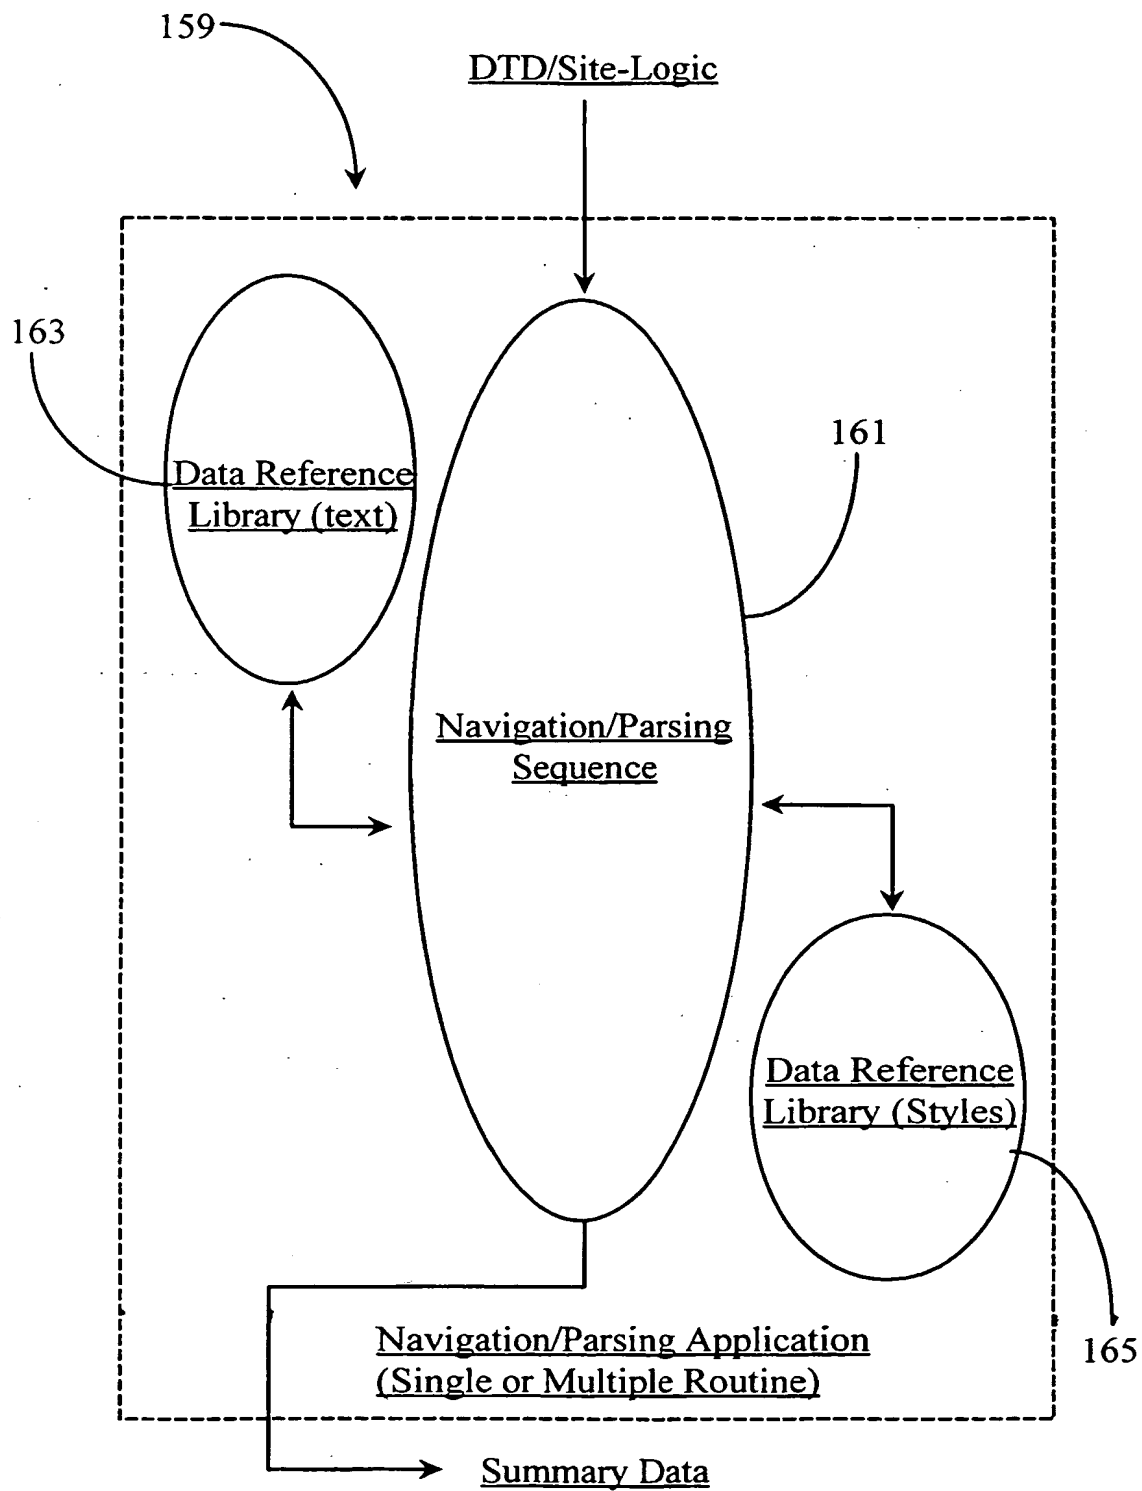 159
DTD/Site-Logic
163
161
Data Reference
Library (text)
Navigation/Parsing
Sequence
Data Reference
Library (Styles)
Navigation/Parsing Application
(Single or Multiple Routine)
165
Summary Data